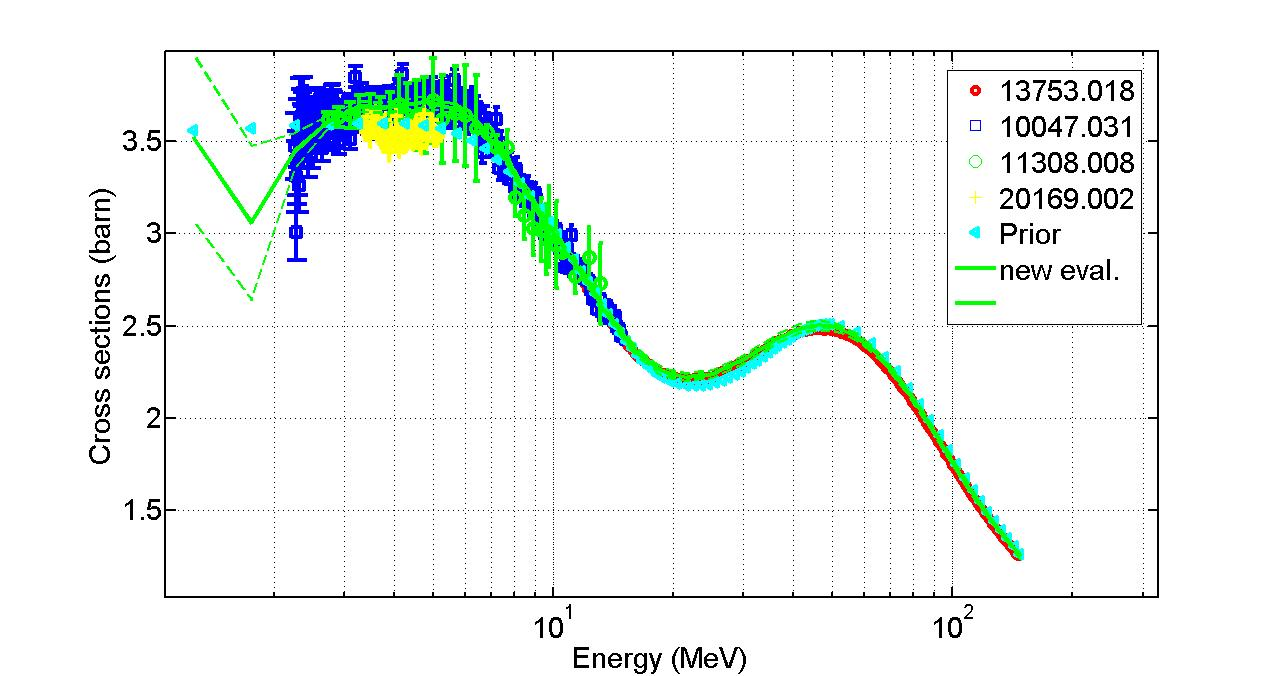 3.5
3
2.5
2
1.5
10^1
10^2
Cross sections (barn)
Energy (MeV)
13753.018
10047.031
11308.008
20169.002
Prior
new eval.